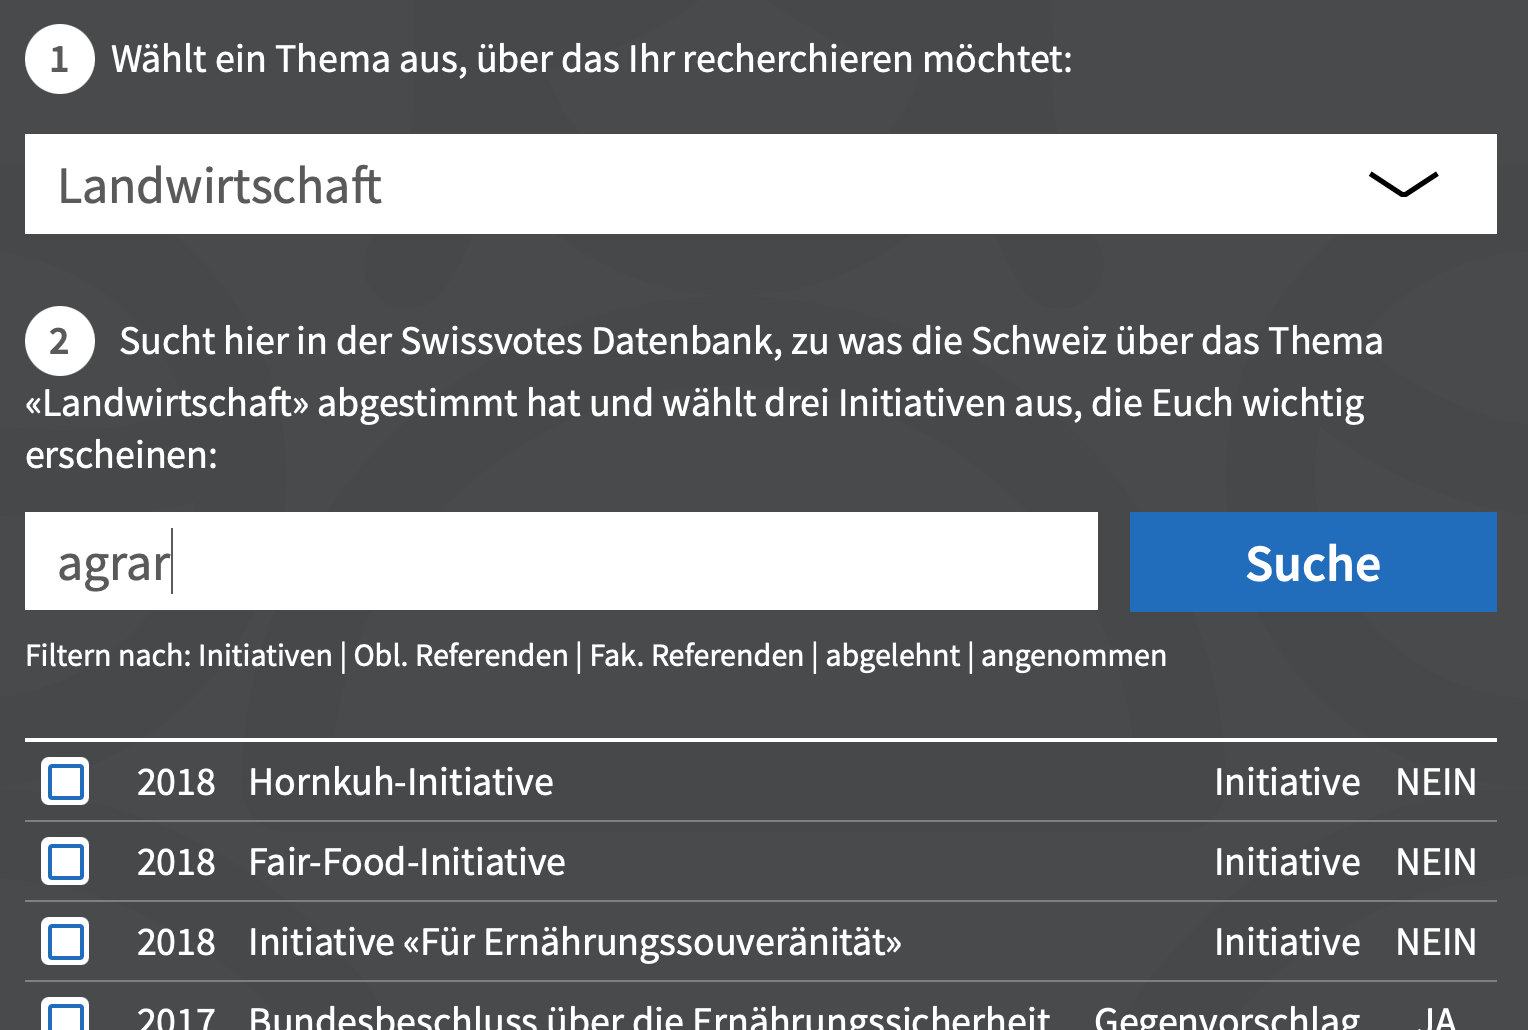 1 Wählt ein Thema aus, über das Ihr recherchieren möchtet:
Landwirtschaft
2 Sucht hier in der Swissvotes Datenbank, zu was die Schweiz über das Thema
«Landwirtschaft» abgestimmt hat und wählt drei Initiativen aus, die Euch wichtig
erscheinen:
agrar Suche
Filtern nach: Initiativen | Obl. Referenden | Fak. Referenden | abgelehnt | angenommen
2018 Hornkuh-Initiative Initiative NEIN
2018 Fair-Food-Initiative Initiative NEIN
2018 Initiative «Für Ernährungssouveränität» Initiative NEIN
2017 Bundesbeschluss über die Ernährungssicherheit Gegenvorschlag JA